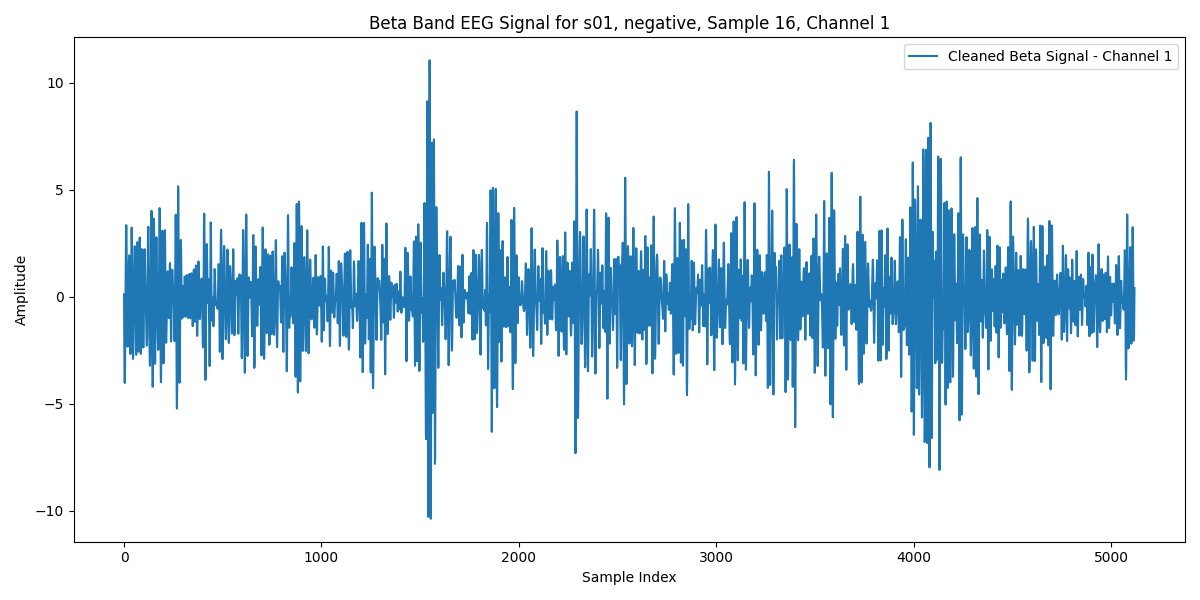 Beta Band EEG Signal for s01, negative, Sample 16, Channel 1
Cleaned Beta Signal - Channel 1
10
5
0
−5
−10
Amplitude
0 1000 2000 3000 4000 5000
Sample Index